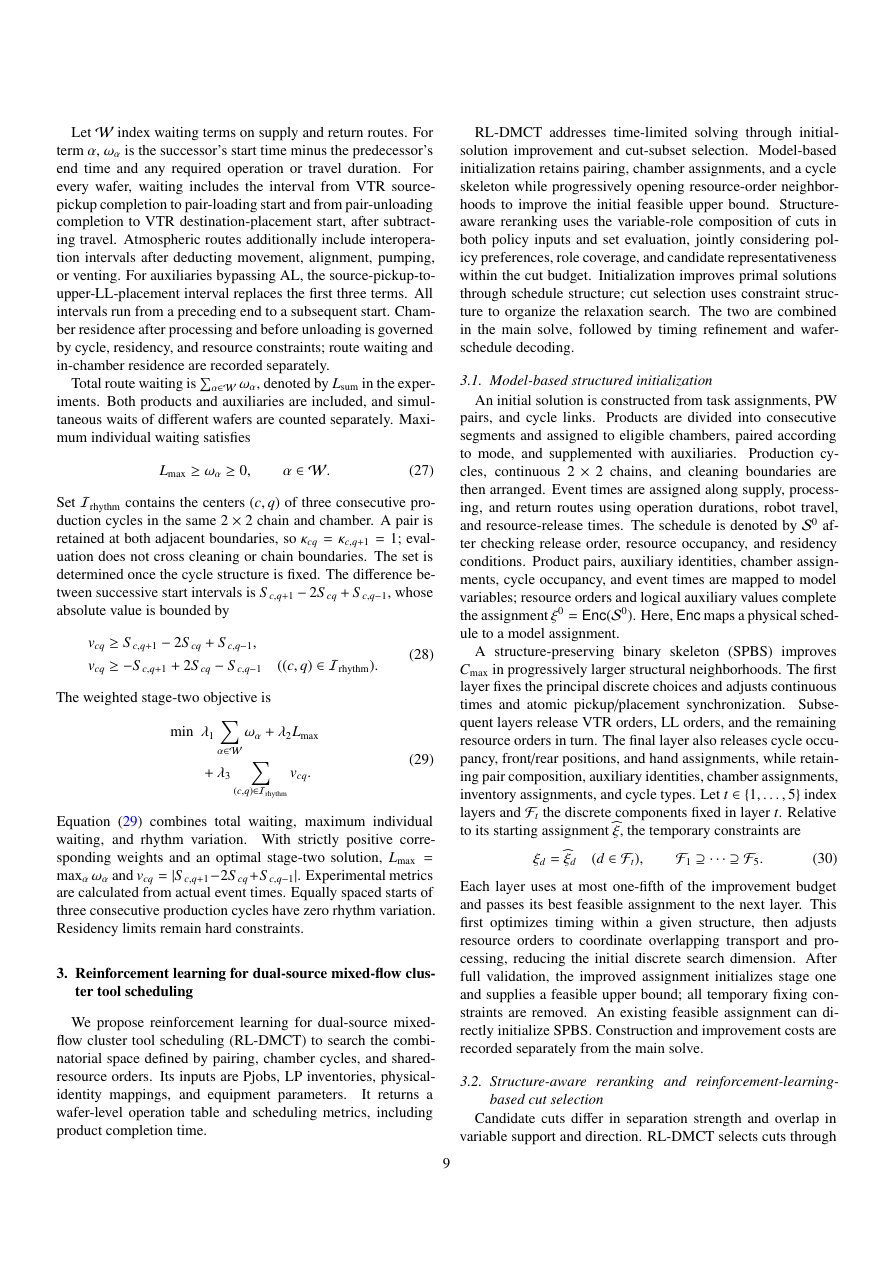 Let 𝒲 index waiting terms on supply and return routes. For
term α, ωα is the successor's start time minus the predecessor's
end time and any required operation or travel duration. For
every wafer, waiting includes the interval from VTR source-
pickup completion to pair-loading start and from pair-unloading
completion to VTR destination-placement start, after subtract-
ing travel. Atmospheric routes additionally include interopera-
tion intervals after deducting movement, alignment, pumping,
or venting. For auxiliaries bypassing AL, the source-pickup-to-
upper-LL-placement interval replaces the first three terms. All
intervals run from a preceding end to a subsequent start. Cham-
ber residence after processing and before unloading is governed
by cycle, residency, and resource constraints; route waiting and
in-chamber residence are recorded separately.
Total route waiting is ∑α∈𝒲 ωα, denoted by Lsum in the exper-
iments. Both products and auxiliaries are included, and simul-
taneous waits of different wafers are counted separately. Maxi-
mum individual waiting satisfies
Lmax ≥ ωα ≥ 0, α ∈ 𝒲. (27)
Set ℐrhythm contains the centers (c, q) of three consecutive pro-
duction cycles in the same 2 × 2 chain and chamber. A pair is
retained at both adjacent boundaries, so κcq = κc,q+1 = 1; eval-
uation does not cross cleaning or chain boundaries. The set is
determined once the cycle structure is fixed. The difference be-
tween successive start intervals is Sc,q+1 − 2Scq + Sc,q−1, whose
absolute value is bounded by
νcq ≥ Sc,q+1 − 2Scq + Sc,q−1,
νcq ≥ −Sc,q+1 + 2Scq − Sc,q−1 ((c, q) ∈ ℐrhythm). (28)
The weighted stage-two objective is
min λ1 ∑α∈𝒲 ωα + λ2Lmax
+ λ3 ∑(c,q)∈ℐrhythm νcq. (29)
Equation (29) combines total waiting, maximum individual
waiting, and rhythm variation. With strictly positive corre-
sponding weights and an optimal stage-two solution, Lmax =
maxα ωα and νcq = |Sc,q+1−2Scq+Sc,q−1|. Experimental metrics
are calculated from actual event times. Equally spaced starts of
three consecutive production cycles have zero rhythm variation.
Residency limits remain hard constraints.
3. Reinforcement learning for dual-source mixed-flow clus-
ter tool scheduling
We propose reinforcement learning for dual-source mixed-
flow cluster tool scheduling (RL-DMCT) to search the combi-
natorial space defined by pairing, chamber cycles, and shared-
resource orders. Its inputs are Pjobs, LP inventories, physical-
identity mappings, and equipment parameters. It returns a
wafer-level operation table and scheduling metrics, including
product completion time.
RL-DMCT addresses time-limited solving through initial-
solution improvement and cut-subset selection. Model-based
initialization retains pairing, chamber assignments, and a cycle
skeleton while progressively opening resource-order neighbor-
hoods to improve the initial feasible upper bound. Structure-
aware reranking uses the variable-role composition of cuts in
both policy inputs and set evaluation, jointly considering pol-
icy preferences, role coverage, and candidate representativeness
within the cut budget. Initialization improves primal solutions
through schedule structure; cut selection uses constraint struc-
ture to organize the relaxation search. The two are combined
in the main solve, followed by timing refinement and wafer-
schedule decoding.
3.1. Model-based structured initialization
An initial solution is constructed from task assignments, PW
pairs, and cycle links. Products are divided into consecutive
segments and assigned to eligible chambers, paired according
to mode, and supplemented with auxiliaries. Production cy-
cles, continuous 2 × 2 chains, and cleaning boundaries are
then arranged. Event times are assigned along supply, process-
ing, and return routes using operation durations, robot travel,
and resource-release times. The schedule is denoted by 𝒮0 af-
ter checking release order, resource occupancy, and residency
conditions. Product pairs, auxiliary identities, chamber assign-
ments, cycle occupancy, and event times are mapped to model
variables; resource orders and logical auxiliary values complete
the assignment ξ0 = Enc(𝒮0). Here, Enc maps a physical sched-
ule to a model assignment.
A structure-preserving binary skeleton (SPBS) improves
Cmax in progressively larger structural neighborhoods. The first
layer fixes the principal discrete choices and adjusts continuous
times and atomic pickup/placement synchronization. Subse-
quent layers release VTR orders, LL orders, and the remaining
resource orders in turn. The final layer also releases cycle occu-
pancy, front/rear positions, and hand assignments, while retain-
ing pair composition, auxiliary identities, chamber assignments,
inventory assignments, and cycle types. Let t ∈ {1, . . . , 5} index
layers and ℱt the discrete components fixed in layer t. Relative
to its starting assignment ξ̂, the temporary constraints are
ξd = ξ̂d (d ∈ ℱt), ℱ1 ⊇ · · · ⊇ ℱ5. (30)
Each layer uses at most one-fifth of the improvement budget
and passes its best feasible assignment to the next layer. This
first optimizes timing within a given structure, then adjusts
resource orders to coordinate overlapping transport and pro-
cessing, reducing the initial discrete search dimension. After
full validation, the improved assignment initializes stage one
and supplies a feasible upper bound; all temporary fixing con-
straints are removed. An existing feasible assignment can di-
rectly initialize SPBS. Construction and improvement costs are
recorded separately from the main solve.
3.2. Structure-aware reranking and reinforcement-learning-
based cut selection
Candidate cuts differ in separation strength and overlap in
variable support and direction. RL-DMCT selects cuts through
9